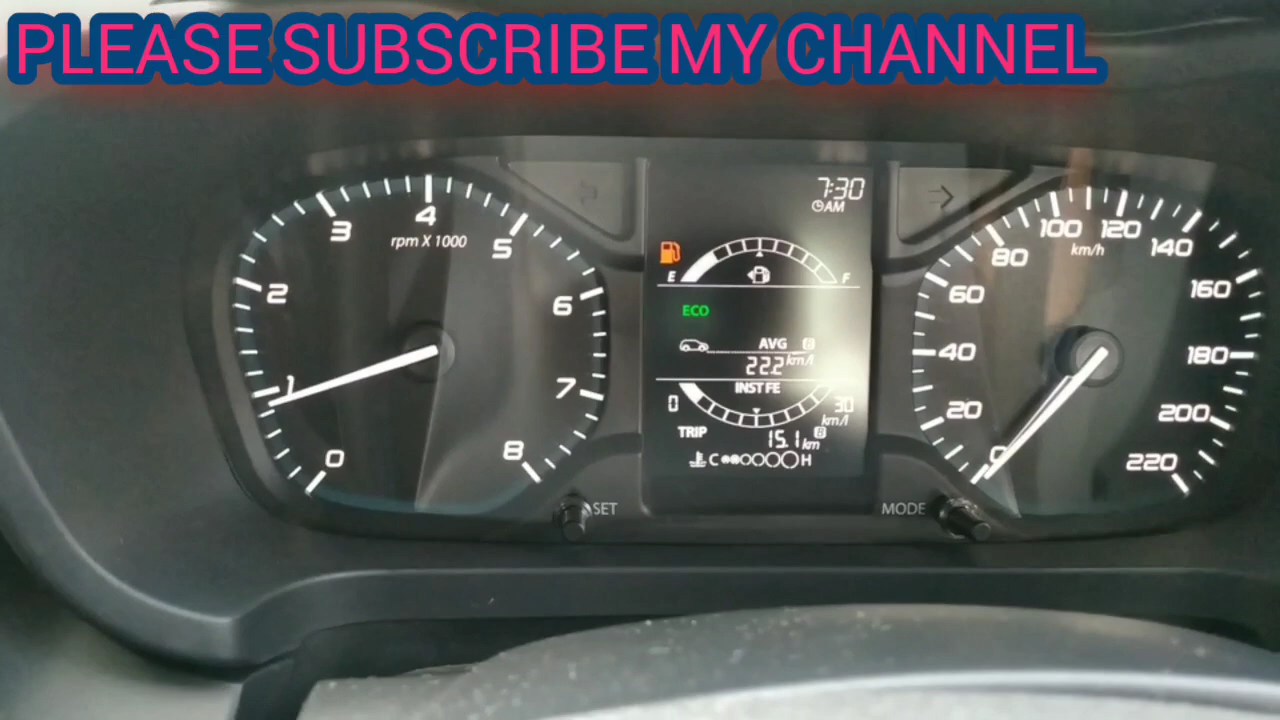 PLEASE SUBSCRIBE MY CHANNEL
7:30
AM
0 1 2 3 4 5 6 7 8
rpm X 1000
E F
ECO
AVG B
22.2 km/l
INST FE
0 30
km/l
TRIP
15.1 km B
C H
0 20 40 60 80 100 120 140 160 180 200 220
km/h
SET
MODE